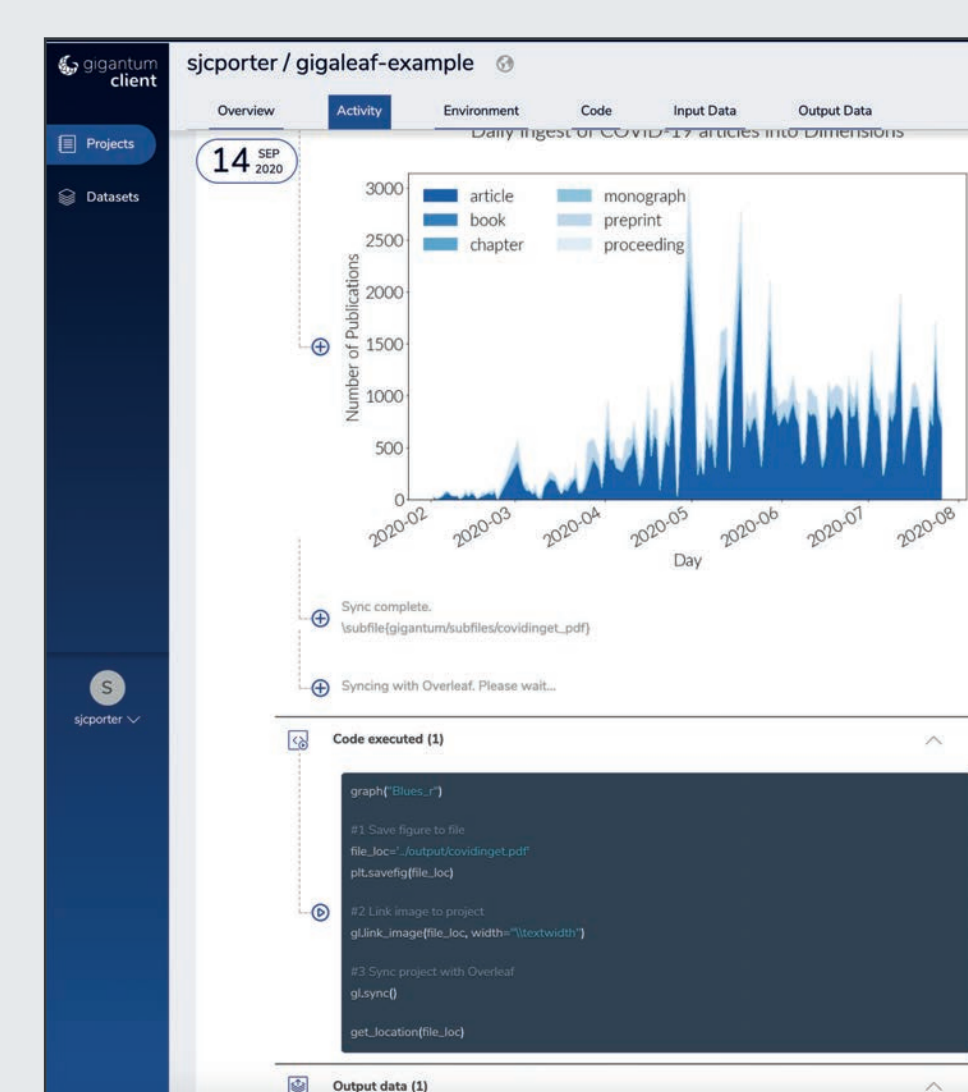 gigantum
client
sjcporter / gigaleaf-example
Overview Activity Environment Code Input Data Output Data
Projects
Datasets
14 SEP 2020
Daily ingest of COVID-19 articles into Dimensions
article
book
chapter
monograph
preprint
proceeding
Number of Publications
3000
2500
2000
1500
1000
500
0
2020-02 2020-03 2020-04 2020-05 2020-06 2020-07 2020-08
Day
Sync complete.
\subfile{gigantum/subfiles/covidinget_pdf}
Syncing with Overleaf. Please wait...
S
sjcporter
Code executed (1)
graph("Blues_r")
#1 Save figure to file
file_loc='../output/covidinget.pdf'
plt.savefig(file_loc)
#2 Link image to project
gl.link_image(file_loc, width="\\textwidth")
#3 Sync project with Overleaf
gl.sync()
get_location(file_loc)
Output data (1)